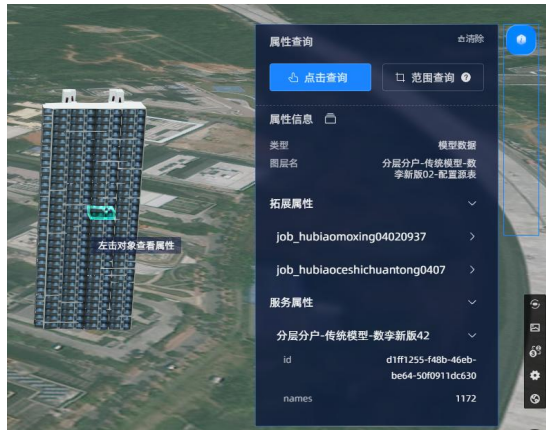 属性查询
清除
点击查询
范围查询
属性信息
类型
模型数据
图层名
分层分户-传统模型-数
孪新版02-配置源表
拓展属性
job_hubiaomoxing04020937
左击对象查看属性
job_hubiaoceshichuantong0407
服务属性
分层分户-传统模型-数孪新版42
id
d1ff1255-f48b-46eb-
be64-50f0911dc630
names
1172